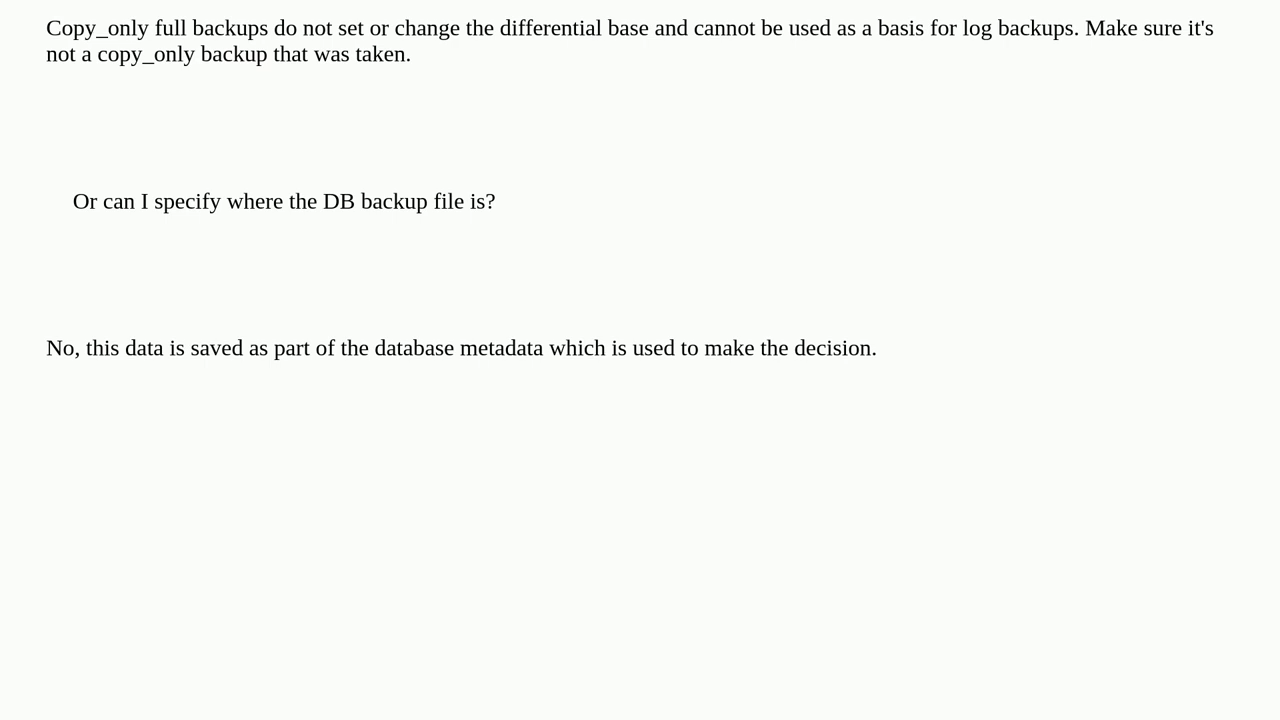 Copy_only full backups do not set or change the differential base and cannot be used as a basis for log backups. Make sure it's
not a copy_only backup that was taken.
Or can I specify where the DB backup file is?
No, this data is saved as part of the database metadata which is used to make the decision.